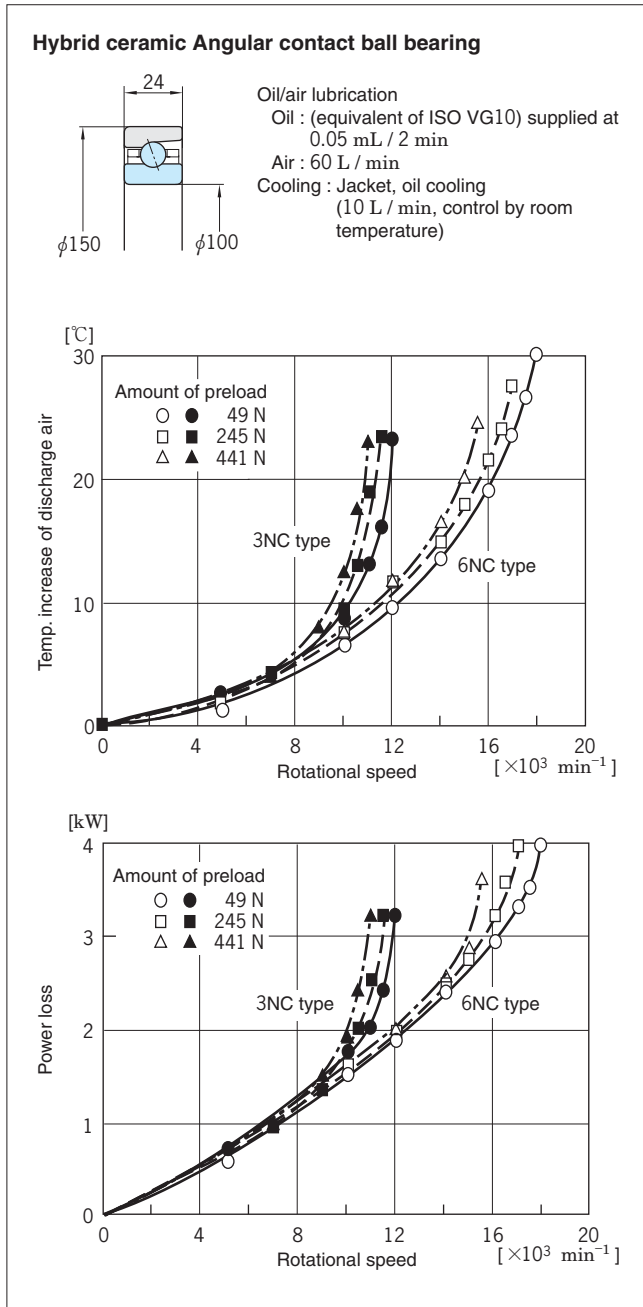 Hybrid ceramic Angular contact ball bearing
24
φ150
φ100
Oil/air lubrication
Oil : (equivalent of ISO VG10) supplied at
0.05 mL / 2 min
Air : 60 L / min
Cooling : Jacket, oil cooling
(10 L / min, control by room
temperature)
[℃]
30
20
10
0
Temp. increase of discharge air
Amount of preload
49 N
245 N
441 N
3NC type
6NC type
0 4 8 12 16 20
Rotational speed [ ×10³ min⁻¹ ]
[kW]
4
3
2
1
0
Power loss
Amount of preload
49 N
245 N
441 N
3NC type
6NC type
0 4 8 12 16 20
Rotational speed [ ×10³ min⁻¹ ]